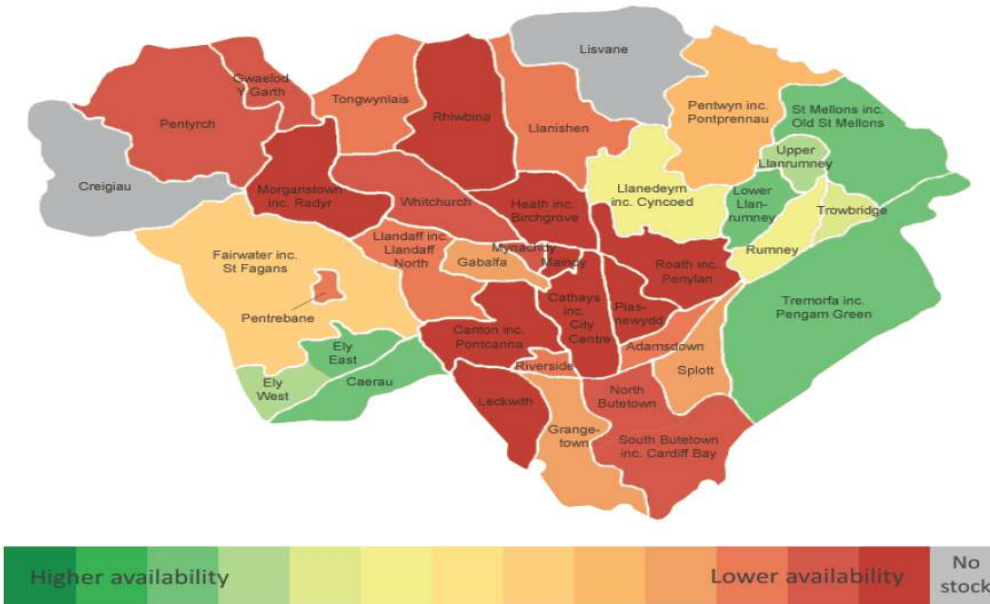 Lisvane
Gwaelod
Y Garth
Tongwynlais
Rhiwbina
Pentwyn inc.
Pontprennau
St Mellons inc.
Old St Mellons
Pentyrch
Llanishen
Upper
Llanrumney
Creigiau
Morganstown
inc. Radyr
Whitchurch
Heath inc.
Birchgrove
Llanedeyrn
inc. Cyncoed
Lower
Llan-
rumney
Trowbridge
Fairwater inc.
St Fagans
Llandaff inc.
Llandaff
North
Mynachdy
Maindy
Gabalfa
Rumney
Roath inc.
Penylan
Pentrebane
Cathays
inc.
City
Centre
Plas-
newydd
Tremorfa inc.
Pengam Green
Canton inc.
Pontcanna
Ely
East
Adamsdown
Riverside
Splott
Ely
West
Caerau
Leckwith
North
Butetown
Grange-
town
South Butetown
inc. Cardiff Bay
Higher availability
Lower availability
No
stock